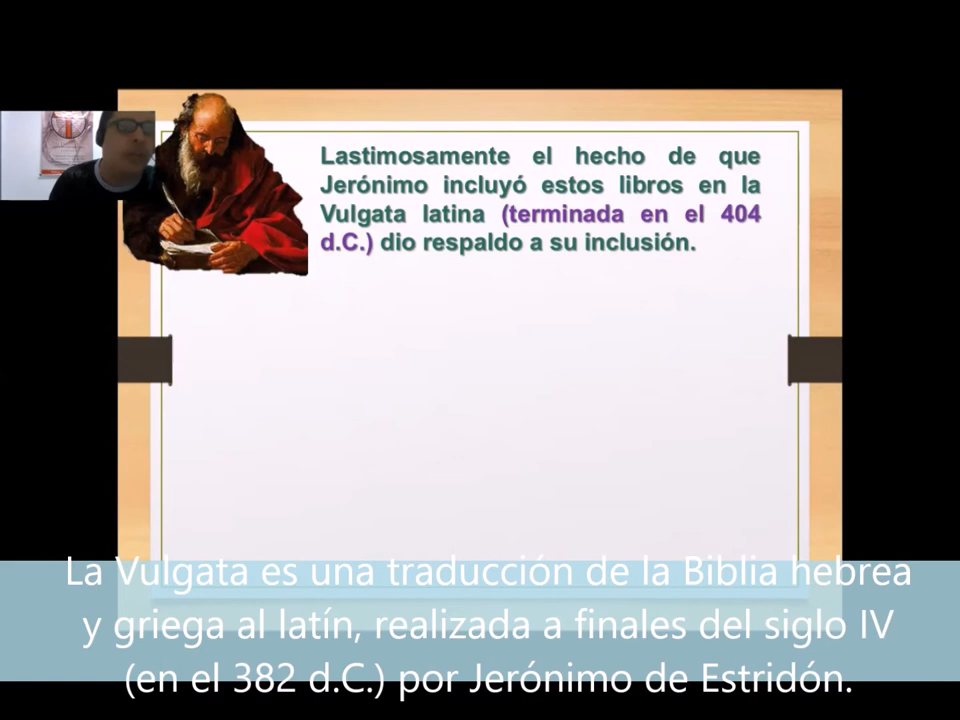 Lastimosamente el hecho de que
Jerónimo incluyó estos libros en la
Vulgata latina (terminada en el 404
d.C.) dio respaldo a su inclusión.
La Vulgata es una traducción de la Biblia hebrea
y griega al latín, realizada a finales del siglo IV
(en el 382 d.C.) por Jerónimo de Estridón.